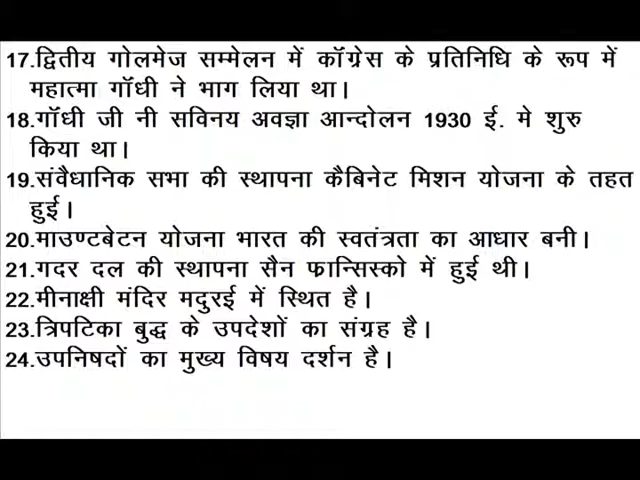 17.द्वितीय गोलमेज सम्मेलन में कॉग्रेस के प्रतिनिधि के रूप में
महात्मा गॉधी ने भाग लिया था।
18.गॉधी जी नी सविनय अवज्ञा आन्दोलन 1930 ई. मे शुरु
किया था।
19.संवैधानिक सभा की स्थापना कैबिनेट मिशन योजना के तहत
हुई।
20.माउण्टबेटन योजना भारत की स्वतंत्रता का आधार बनी।
21.गदर दल की स्थापना सैन फ्रान्सिस्को में हुई थी।
22.मीनाक्षी मंदिर मदुरई में स्थित है।
23.त्रिपटिका बुद्ध के उपदेशों का संग्रह है।
24.उपनिषदों का मुख्य विषय दर्शन है।